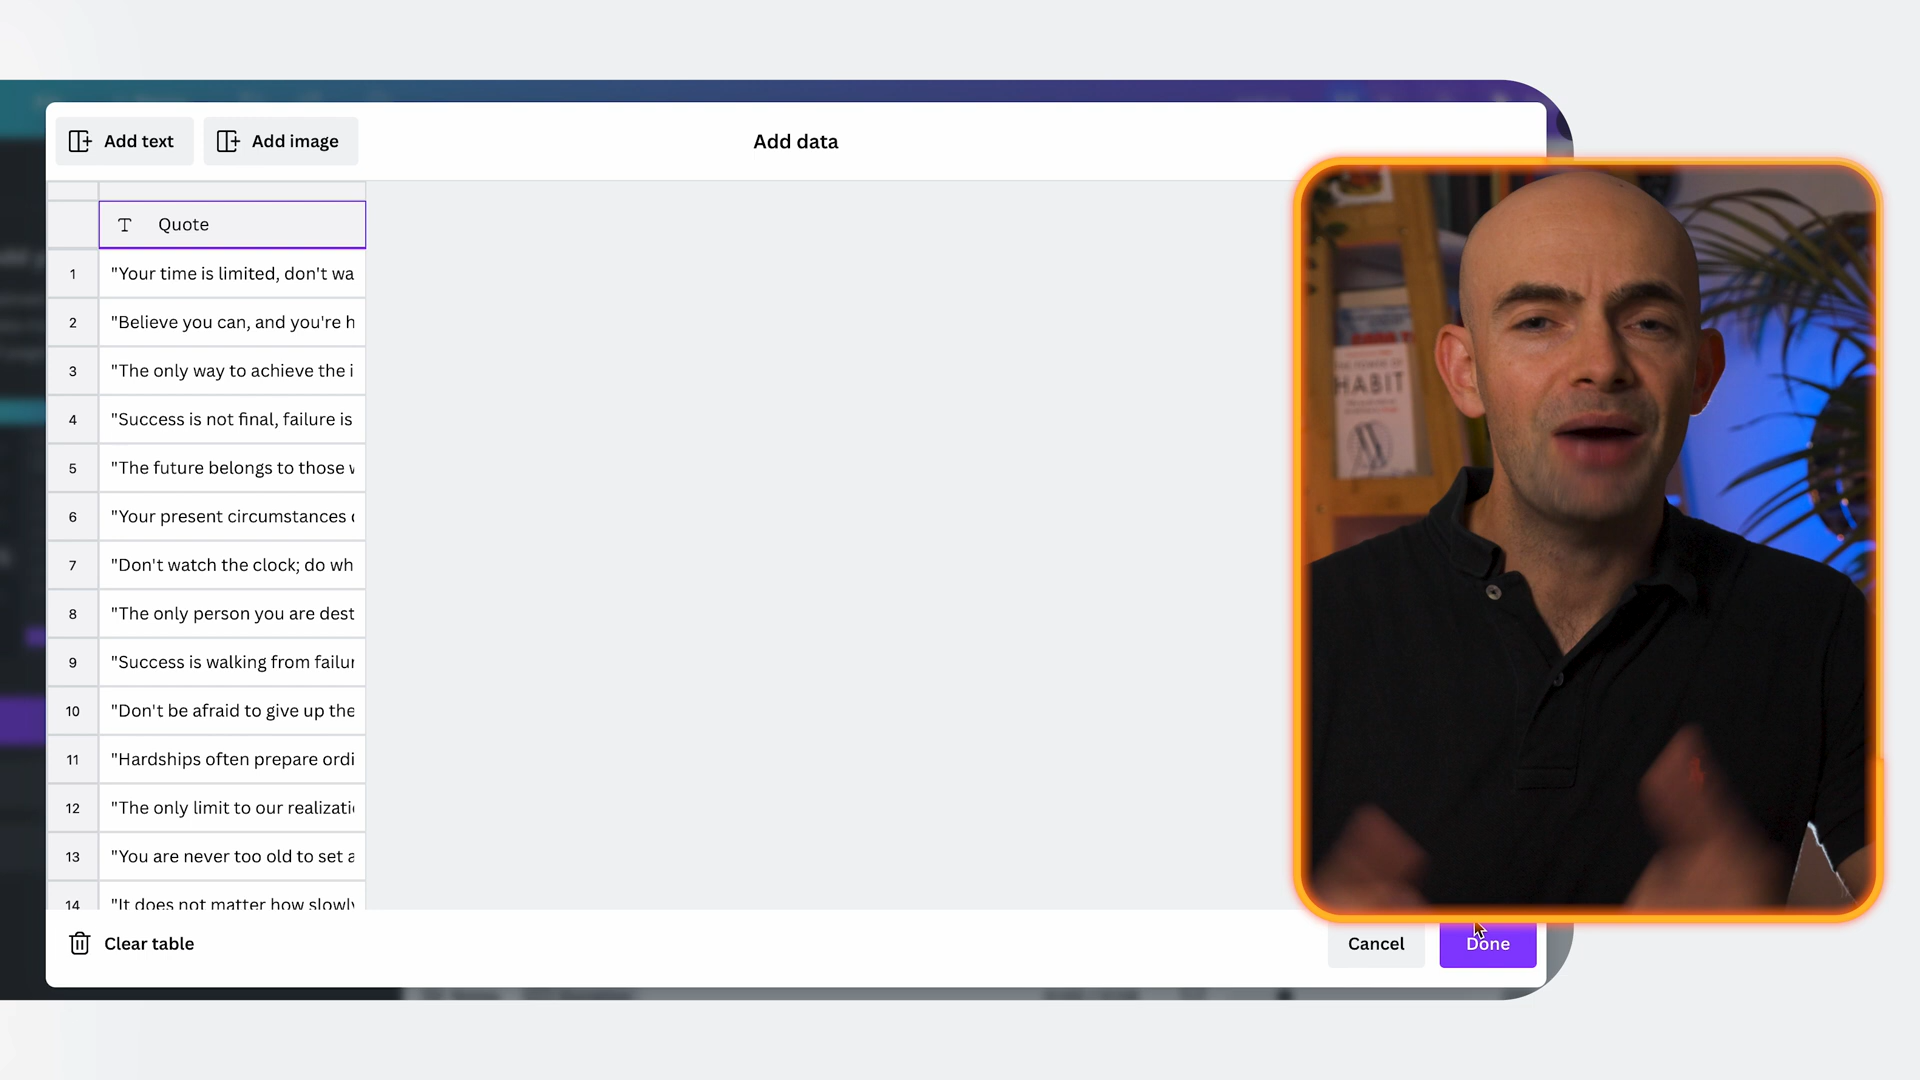 Add text
Add image
Add data
Quote
1 "Your time is limited, don't wa
2 "Believe you can, and you're h
3 "The only way to achieve the i
4 "Success is not final, failure is
5 "The future belongs to those
6 "Your present circumstances
7 "Don't watch the clock; do wh
8 "The only person you are dest
9 "Success is walking from failur
10 "Don't be afraid to give up the
11 "Hardships often prepare ordi
12 "The only limit to our realizati
13 "You are never too old to set a
14 "It does not matter how slowly
HABIT
Clear table
Cancel
Done